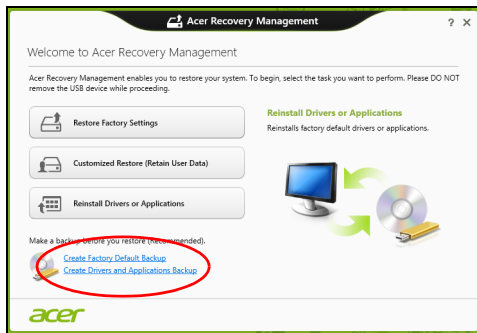 Acer Recovery Management
? ×
Welcome to Acer Recovery Management
Acer Recovery Management enables you to restore your system. To begin, select the task you want to perform. Please DO NOT
remove the USB device while proceeding.
Restore Factory Settings
Customized Restore (Retain User Data)
Reinstall Drivers or Applications
Reinstall Drivers or Applications
Reinstalls factory default drivers or applications.
Make a backup before you restore (Recommended).
Create Factory Default Backup
Create Drivers and Applications Backup
acer